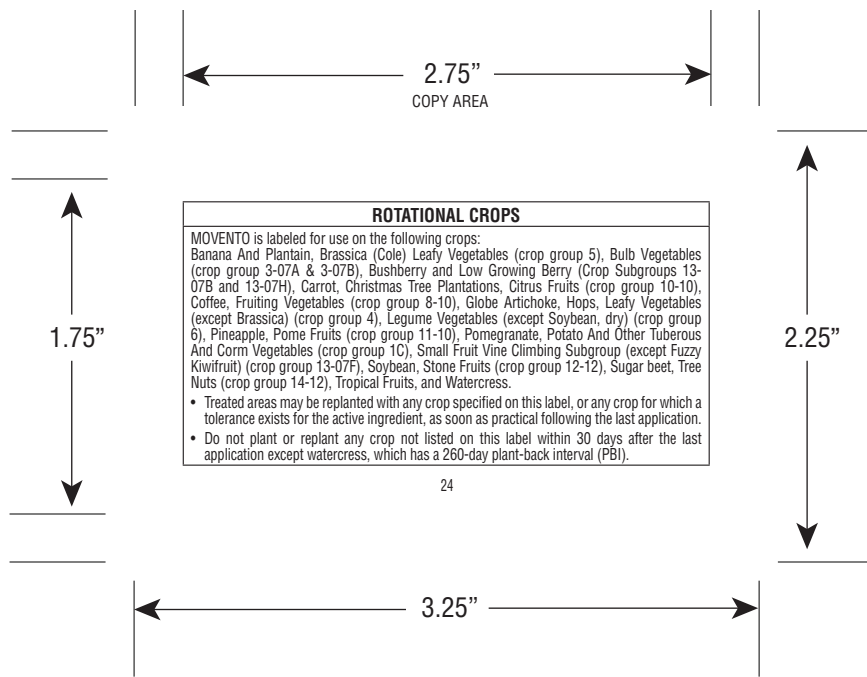 2.75”
COPY AREA
ROTATIONAL CROPS
MOVENTO is labeled for use on the following crops:
Banana And Plantain, Brassica (Cole) Leafy Vegetables (crop group 5), Bulb Vegetables
(crop group 3-07A & 3-07B), Bushberry and Low Growing Berry (Crop Subgroups 13-
07B and 13-07H), Carrot, Christmas Tree Plantations, Citrus Fruits (crop group 10-10),
Coffee, Fruiting Vegetables (crop group 8-10), Globe Artichoke, Hops, Leafy Vegetables
(except Brassica) (crop group 4), Legume Vegetables (except Soybean, dry) (crop group
6), Pineapple, Pome Fruits (crop group 11-10), Pomegranate, Potato And Other Tuberous
And Corm Vegetables (crop group 1C), Small Fruit Vine Climbing Subgroup (except Fuzzy
Kiwifruit) (crop group 13-07F), Soybean, Stone Fruits (crop group 12-12), Sugar beet, Tree
Nuts (crop group 14-12), Tropical Fruits, and Watercress.
• Treated areas may be replanted with any crop specified on this label, or any crop for which a
tolerance exists for the active ingredient, as soon as practical following the last application.
• Do not plant or replant any crop not listed on this label within 30 days after the last
application except watercress, which has a 260-day plant-back interval (PBI).
1.75”
2.25”
24
3.25”